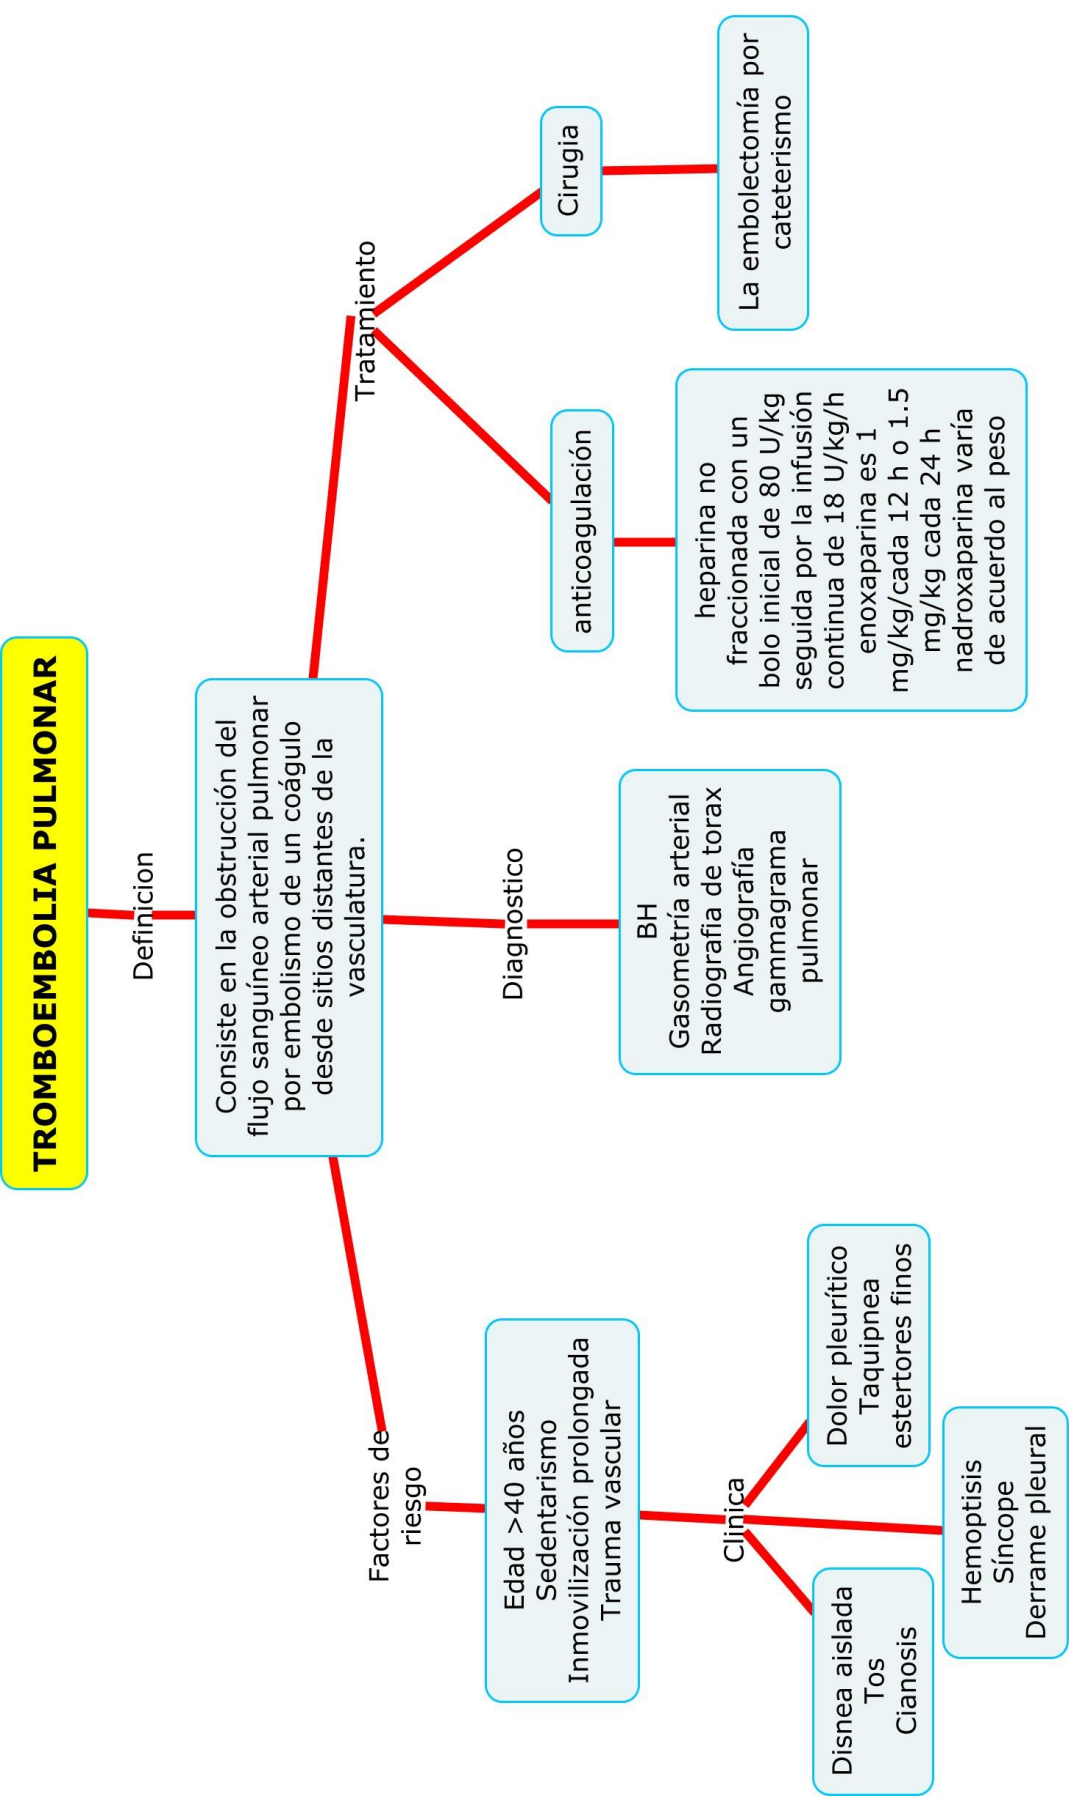 TROMBOEMBOLIA PULMONAR
Definicion
Consiste en la obstrucción del
flujo sanguíneo arterial pulmonar
por embolismo de un coágulo
desde sitios distantes de la
vasculatura.
Factores de
riesgo
Edad >40 años
Sedentarismo
Inmovilización prolongada
Trauma vascular
Clinica
Disnea aislada
Tos
Cianosis
Hemoptisis
Síncope
Derrame pleural
Dolor pleurítico
Taquipnea
estertores finos
Diagnostico
BH
Gasometría arterial
Radiografia de torax
Angiografía
gammagrama
pulmonar
Tratamiento
anticoagulación
heparina no
fraccionada con un
bolo inicial de 80 U/kg
seguida por la infusión
continua de 18 U/kg/h
enoxaparina es 1
mg/kg/cada 12 h o 1.5
mg/kg cada 24 h
nadroxaparina varía
de acuerdo al peso
Cirugia
La embolectomía por
cateterismo